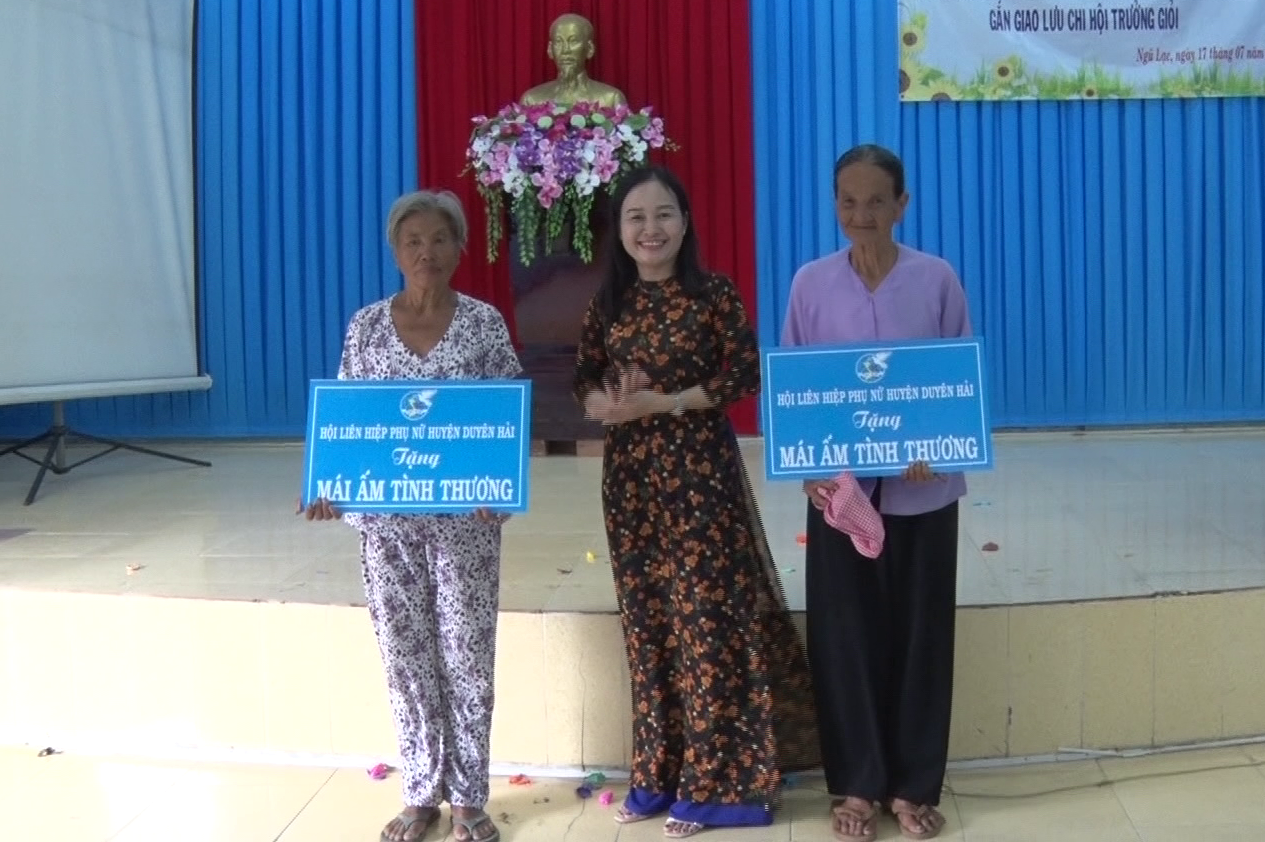 GẮN GIAO LƯU CHI HỘI TRƯỞNG GIỎI
Ngũ Lạc, ngày 17 tháng 07 năm
HỘI LIÊN HIỆP PHỤ NỮ HUYỆN DUYÊN HẢI
Tặng
MÁI ẤM TÌNH THƯƠNG
HỘI LIÊN HIỆP PHỤ NỮ HUYỆN DUYÊN HẢI
Tặng
MÁI ẤM TÌNH THƯƠNG